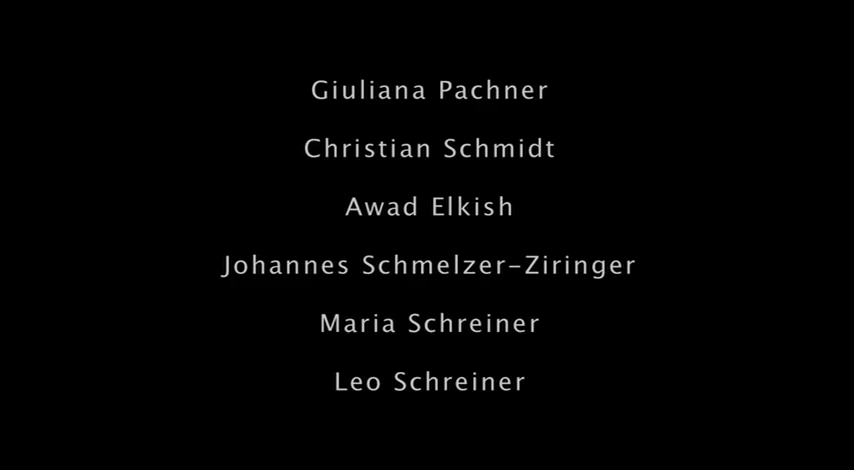 Giuliana Pachner
Christian Schmidt
Awad Elkish
Johannes Schmelzer-Ziringer
Maria Schreiner
Leo Schreiner